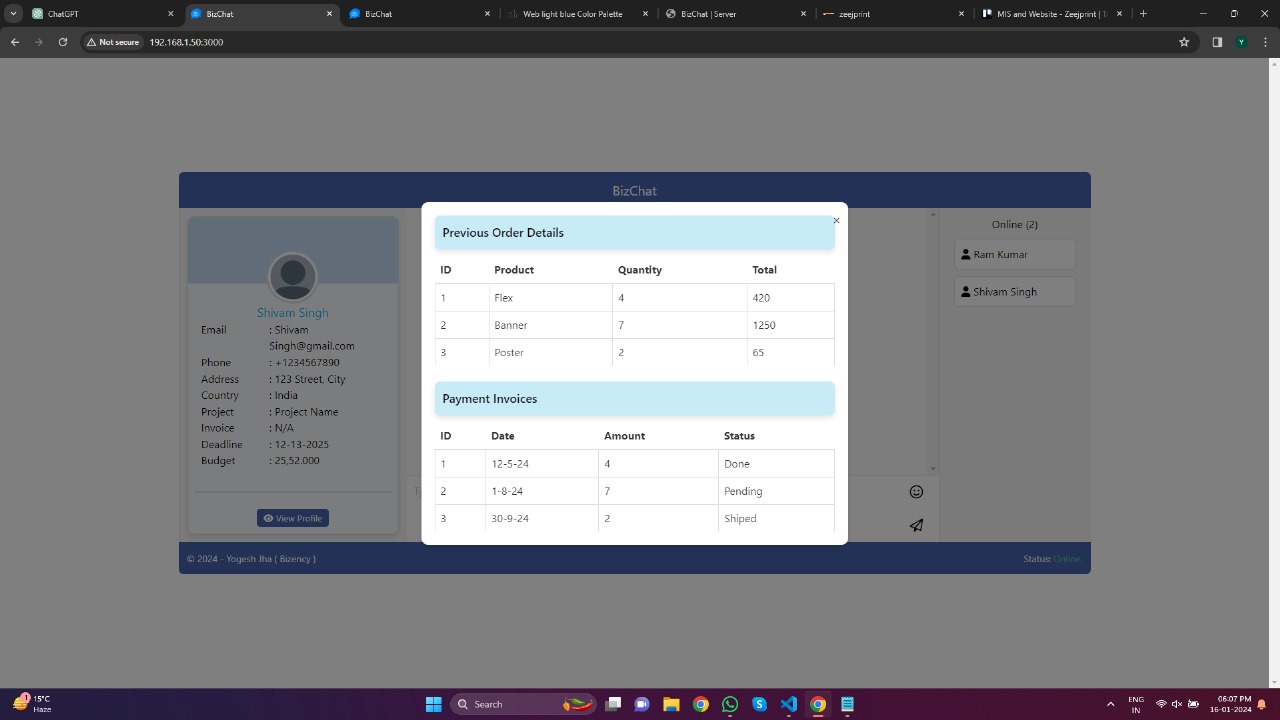 ChatGPT
BizChat
BizChat
Web light blue Color Palette
BizChat | Server
zeejprint
MIS and Website - Zeejprint | T
Not secure 192.168.1.50:3000
Y
BizChat
Shivam Singh
Email : Shivam
Singh@gmail.com
Phone : +1234567890
Address : 123 Street, City
Country : India
Project : Project Name
Invoice : N/A
Deadline : 12-13-2025
Budget : 25,52.000
View Profile
Previous Order Details
×
ID Product Quantity Total
1 Flex 4 420
2 Banner 7 1250
3 Poster 2 65
Payment Invoices
ID Date Amount Status
1 12-5-24 4 Done
2 1-8-24 7 Pending
3 30-9-24 2 Shiped
Online (2)
Ram Kumar
Shivam Singh
© 2024 - Yogesh Jha ( Bizency )
Status: Online
1
15°C
Haze
Search
ENG
IN
06:07 PM
16-01-2024